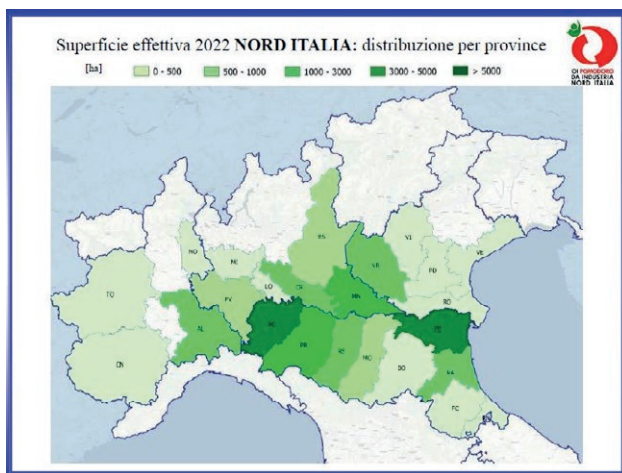 Superficie effettiva 2022 NORD ITALIA: distribuzione per province
[ha]
0 - 500
500 - 1000
1000 - 3000
3000 - 5000
> 5000
OI POMODORO
DA INDUSTRIA
NORD ITALIA
NO
MI
BS
VR
VI
PD
VE
TO
PV
LO
CR
MN
RO
AL
PR
RE
MO
BO
FE
RA
CN
FC